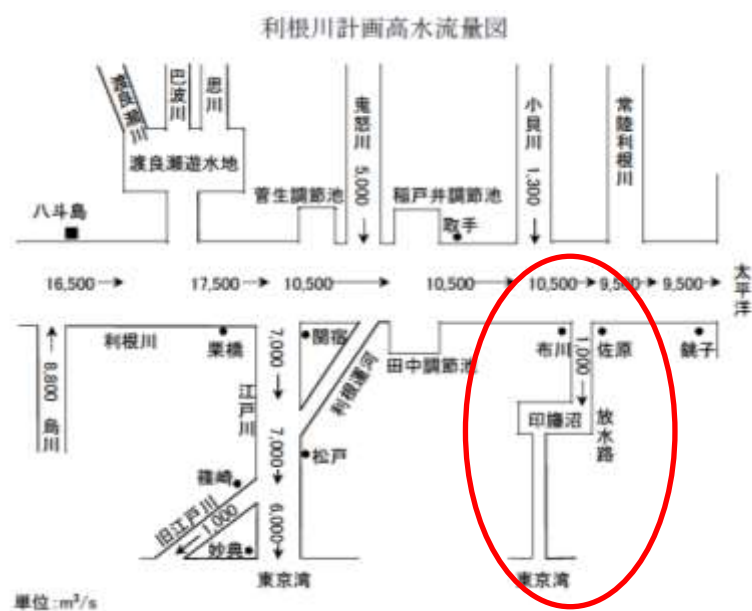 利根川計画高水流量図
巴波川
思川
鬼怒川
5,000
小貝川
1,300
常陸利根川
渡良瀬遊水地
菅生調節池
稲戸井調節池
八斗島
取手
16,500
17,500
10,500
10,500
10,500
9,500
9,500
太平洋
利根川
栗橋
7,000
関宿
利根運河
田中調節池
布川
1,000
佐原
銚子
8,800
烏川
江戸川
印旛沼
放水路
7,000
松戸
篠崎
旧江戸川
1,000
6,000
妙典
東京湾
東京湾
単位:m³/s